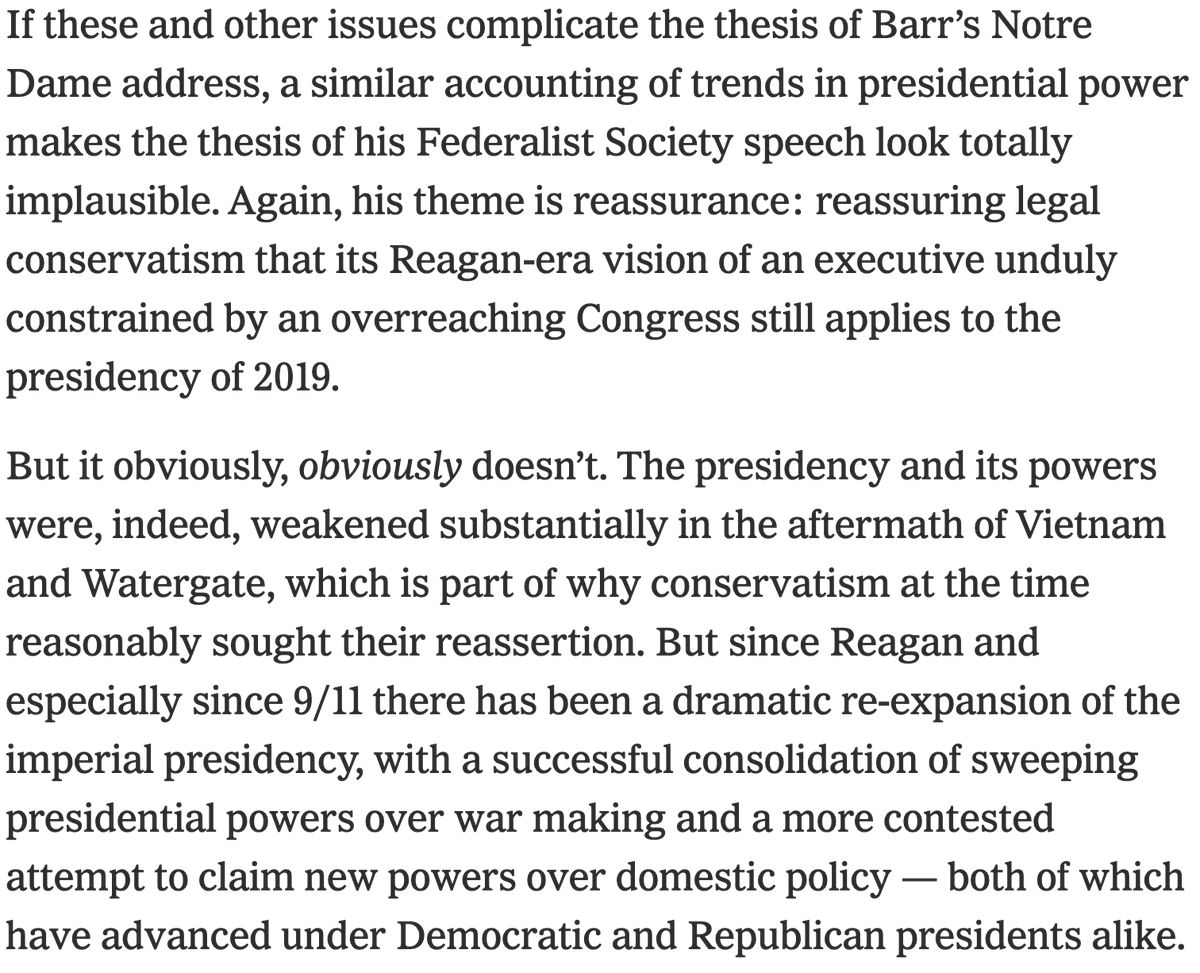 If these and other issues complicate the thesis of Barr’s Notre
Dame address, a similar accounting of trends in presidential power
makes the thesis of his Federalist Society speech look totally
implausible. Again, his theme is reassurance: reassuring legal
conservatism that its Reagan-era vision of an executive unduly
constrained by an overreaching Congress still applies to the
presidency of 2019.
But it obviously, obviously doesn’t. The presidency and its powers
were, indeed, weakened substantially in the aftermath of Vietnam
and Watergate, which is part of why conservatism at the time
reasonably sought their reassertion. But since Reagan and
especially since 9/11 there has been a dramatic re-expansion of the
imperial presidency, with a successful consolidation of sweeping
presidential powers over war making and a more contested
attempt to claim new powers over domestic policy — both of which
have advanced under Democratic and Republican presidents alike.